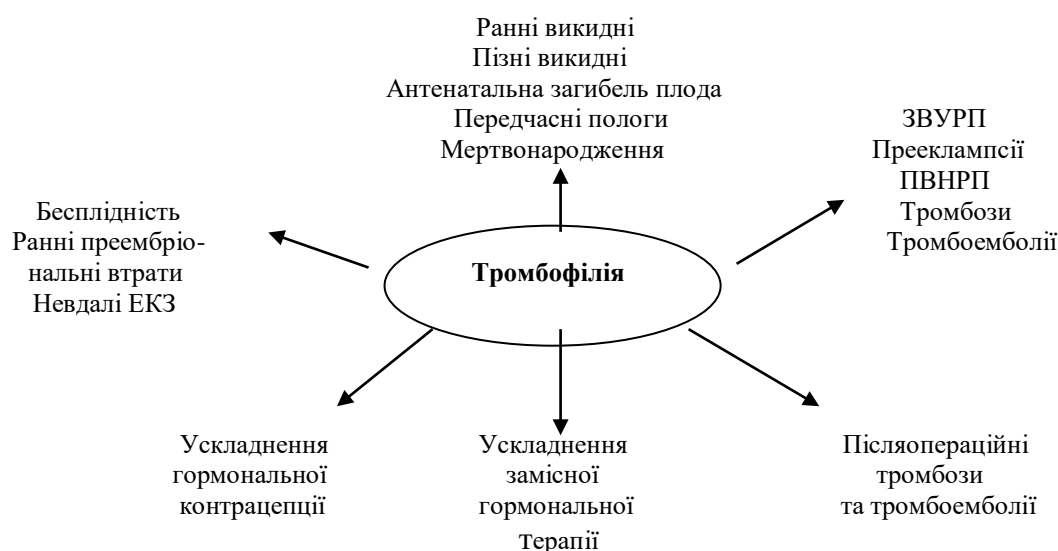 Ранні викидні
Пізні викидні
Антенатальна загибель плода
Передчасні пологи
Мертвонародження
ЗВУРП
Прееклампсії
ПВНРП
Тромбози
Тромбоемболії
Бесплідність
Ранні преембріо-
нальні втрати
Невдалі ЕКЗ
Тромбофілія
Ускладнення
гормональної
контрацепції
Ускладнення
замісної
гормональної
терапії
Післяопераційні
тромбози
та тромбоемболії